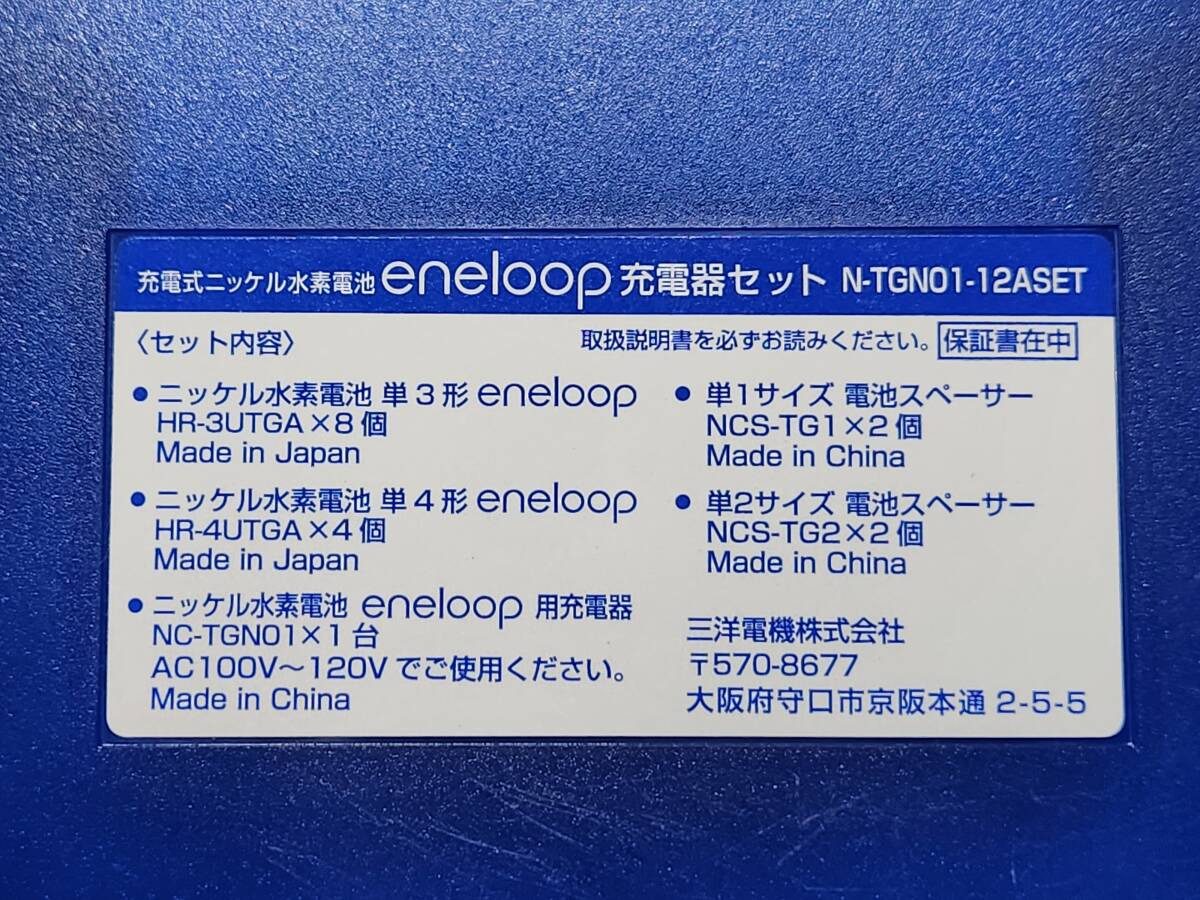 充電式ニッケル水素電池 eneloop 充電器セット N-TGN01-12ASET
〈セット内容〉
取扱説明書を必ずお読みください。 保証書在中
● ニッケル水素電池 単3形 eneloop
HR-3UTGA×8個
Made in Japan
● ニッケル水素電池 単4形 eneloop
HR-4UTGA×4個
Made in Japan
● ニッケル水素電池 eneloop 用充電器
NC-TGN01×1台
AC100V〜120Vでご使用ください。
Made in China
● 単1サイズ 電池スペーサー
NCS-TG1×2個
Made in China
● 単2サイズ 電池スペーサー
NCS-TG2×2個
Made in China
三洋電機株式会社
〒570-8677
大阪府守口市京阪本通 2-5-5